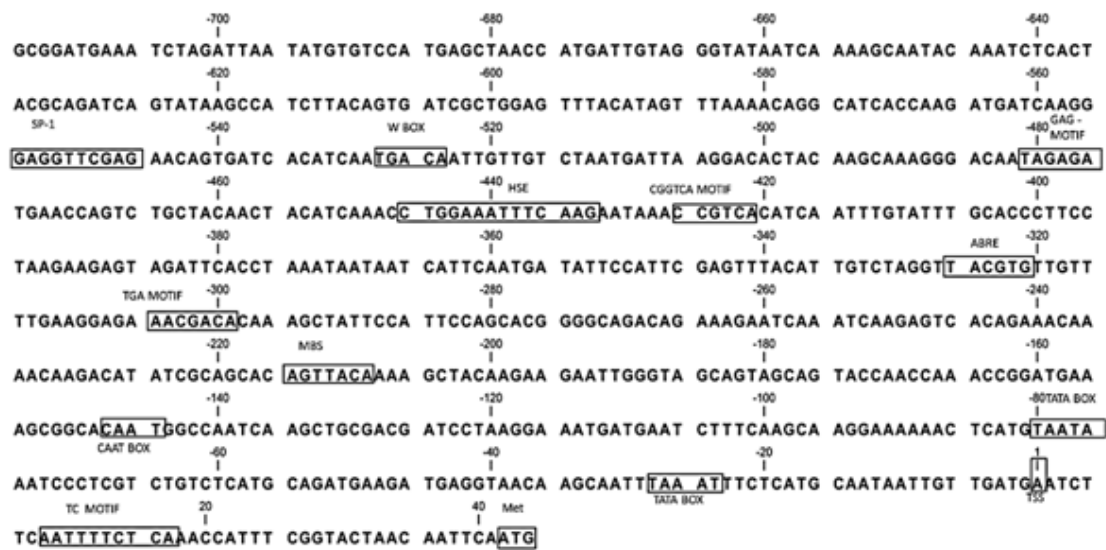 -700 -680 -660 -640
GCGGATGAAA TCTAGATTAA TATGTGTCCA TGAGCTAACC ATGATTGTAG GGTATAATCA AAAGCAATAC AAATCTCACT
-620 -600 -580 -560
ACGCAGATCA GTATAAGCCA TCTTACAGTG ATCGCTGGAG TTTACATAGT TTAAAACAGG CATCACCAAG ATGATCAAGG
SP-1 -540 W BOX -520 -500 GAG - MOTIF -480
GAGGTTCGAG AACAGTGATC ACATCAATGA CAATTGTTGT CTAATGATTA AGGACACTAC AAGCAAAGGG ACAATAGAGA
-460 -440 HSE CGGTCA MOTIF -420 -400
TGAACCAGTC TGCTACAACT ACATCAAACC TGGAAATTTC AAGAATAAAC CGTCACATCA ATTTGTATTT GCACCCTTCC
-380 -360 -340 ABRE -320
TAAGAAGAGT AGATTCACCT AAATAATAAT CATTCAATGA TATTCCATTC GAGTTTACAT TGTCTAGGTT ACGTGTTGTT
TGA MOTIF -300 -280 -260 -240
TTGAAGGAGA AACGACACAA AGCTATTCCA TTCCAGCACG GGGCAGACAG AAAGAATCAA ATCAAGAGTC ACAGAAACAA
-220 MBS -200 -180 -160
AACAAGACAT ATCGCAGCAC AGTTACAAAA GCTACAAGAA GAATTGGGTA GCAGTAGCAG TACCAACCAA ACCGGATGAA
-140 -120 -100 -80 TATA BOX
AGCGGCACAA TGGCCAATCA AGCTGCGACG ATCCTAAGGA AATGATGAAT CTTTCAAGCA AGGAAAAAAC TCATGTAATA
CAAT BOX
-60 -40 -20 1
AATCCCTCGT CTGTCTCATG CAGATGAAGA TGAGGTAACA AGCAATTTAA ATTTCTCATG CAATAATTGT TGATGAATCT
TATA BOX TSS
TC MOTIF 20 40 Met
TCAATTTTCT CAAACCATTT CGGTACTAAC AATTCAATG